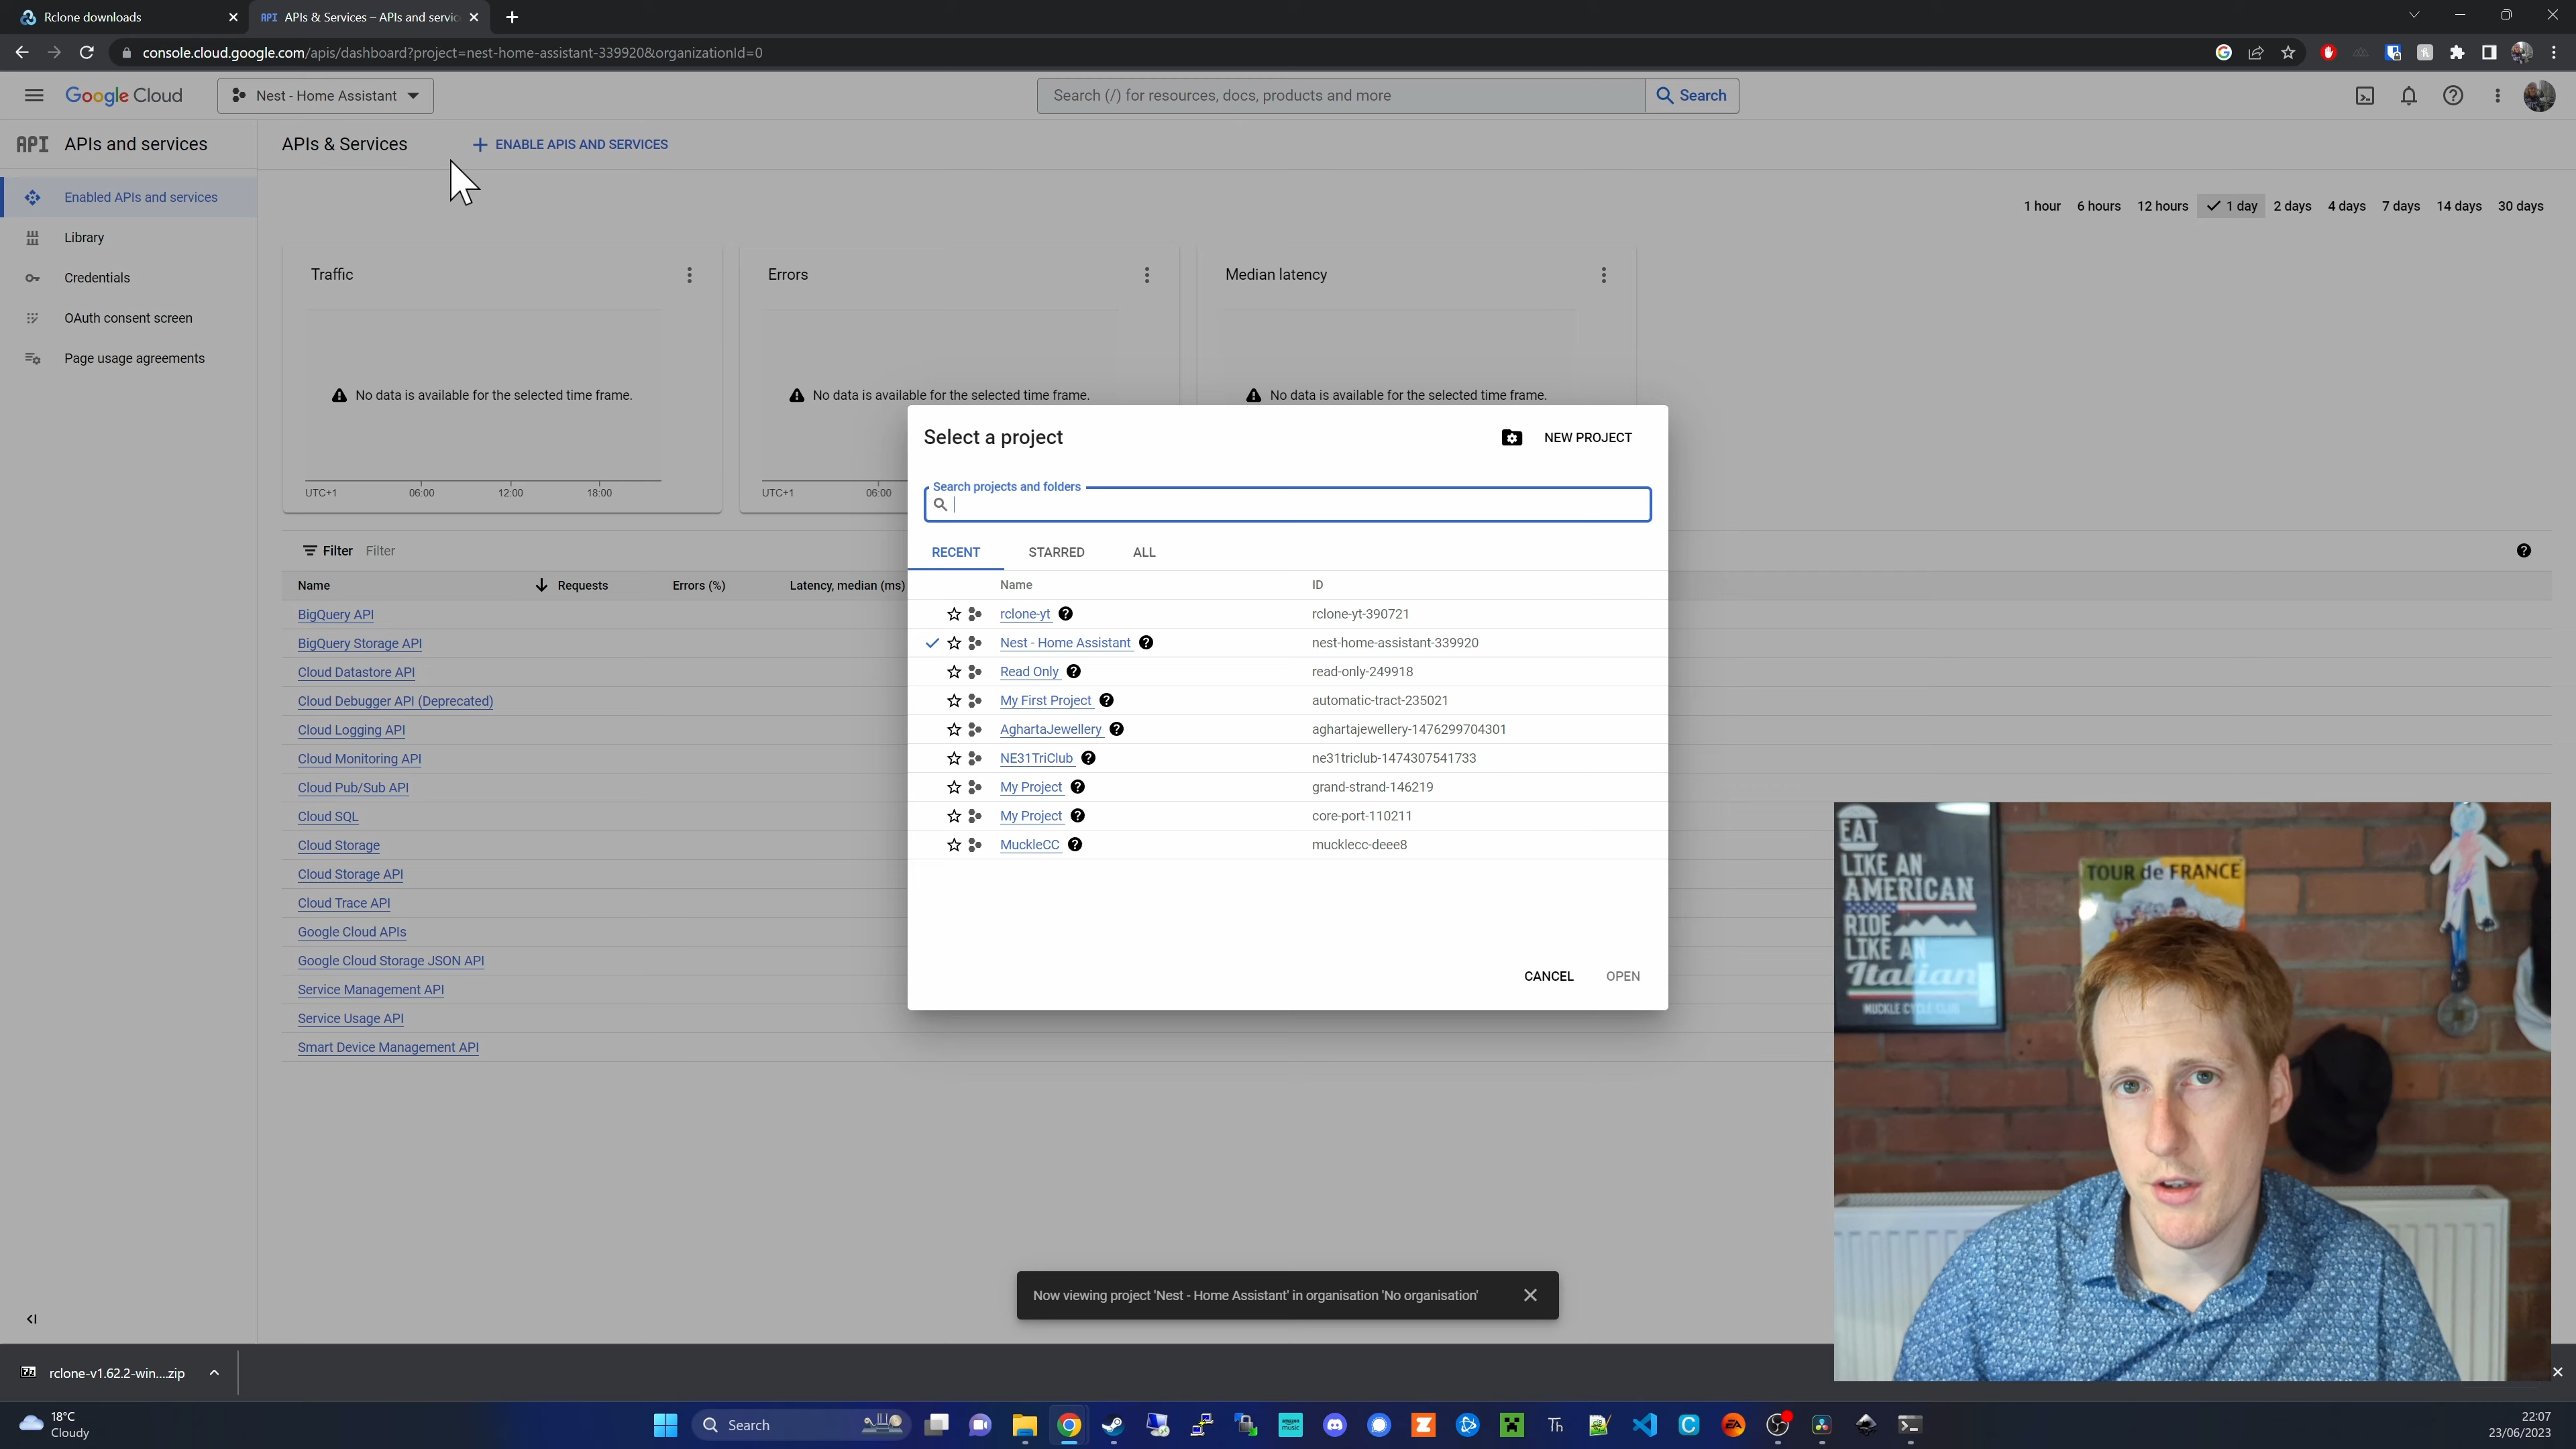 Rclone downloads
API APIs & Services – APIs and servic
console.cloud.google.com/apis/dashboard?project=nest-home-assistant-339920&organizationId=0
Google Cloud
Nest - Home Assistant
Search (/) for resources, docs, products and more
Search
API APIs and services
APIs & Services
ENABLE APIS AND SERVICES
Enabled APIs and services
Library
Credentials
OAuth consent screen
Page usage agreements
1 hour 6 hours 12 hours 1 day 2 days 4 days 7 days 14 days 30 days
Traffic
Errors
Median latency
No data is available for the selected time frame.
No data is available for the selected time frame.
No data is available for the selected time frame.
UTC+1 06:00 12:00 18:00
UTC+1 06:00
Filter Filter
Name Requests Errors (%) Latency, median (ms)
BigQuery API
BigQuery Storage API
Cloud Datastore API
Cloud Debugger API (Deprecated)
Cloud Logging API
Cloud Monitoring API
Cloud Pub/Sub API
Cloud SQL
Cloud Storage
Cloud Storage API
Cloud Trace API
Google Cloud APIs
Google Cloud Storage JSON API
Service Management API
Service Usage API
Smart Device Management API
Select a project
NEW PROJECT
Search projects and folders
RECENT STARRED ALL
Name ID
rclone-yt rclone-yt-390721
Nest - Home Assistant nest-home-assistant-339920
Read Only read-only-249918
My First Project automatic-tract-235021
AghartaJewellery aghartajewellery-1476299704301
NE31TriClub ne31triclub-1474307541733
My Project grand-strand-146219
My Project core-port-110211
MuckleCC mucklecc-deee8
CANCEL OPEN
Now viewing project 'Nest - Home Assistant' in organisation 'No organisation'
EAT
LIKE AN
AMERICAN
RIDE
LIKE AN
Italian
MUCKLE CYCLE CLUB
TOUR de FRANCE
rclone-v1.62.2-win....zip
18°C
Cloudy
Search
amazon
music
Th
C
EA
22:07
23/06/2023